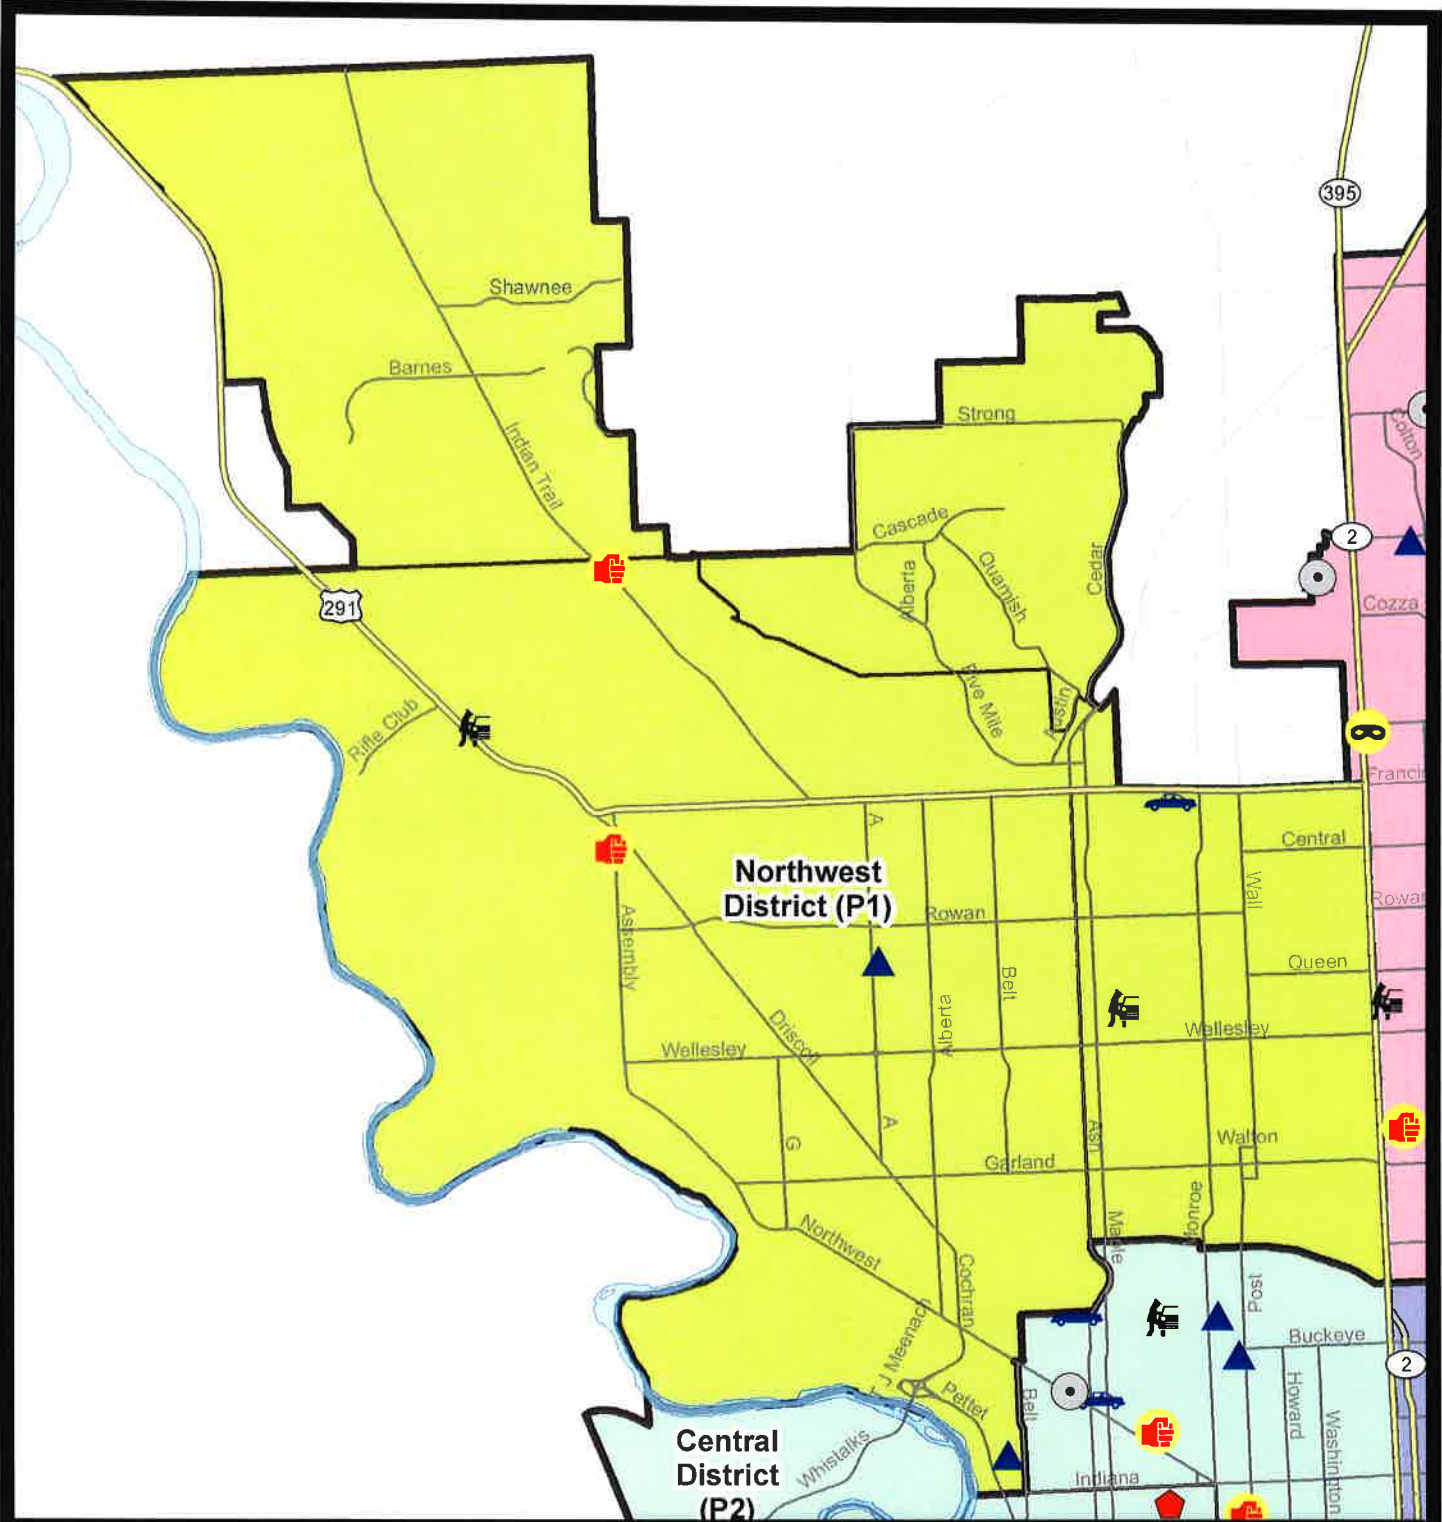 395
Shawnee
Barnes
Strong
Colton
Indian Trail
Cascade
2
Quamish
Cedar
Alberta
291
Cozza
Five Mile
Austin
Rifle Club
Francis
A
Central
Northwest
District (P1)
Wall
Rowan
Rowan
Assembly
Queen
Belt
Alberta
Driscoll
Wellesley
Wellesley
A
G
Ash
Walton
Garland
Monroe
Maple
Northwest
Cochran
Post
Buckeye
T J Meenach
2
Howard
Pettet
Belt
Washington
Central
District
(P2)
Whistalks
Indiana